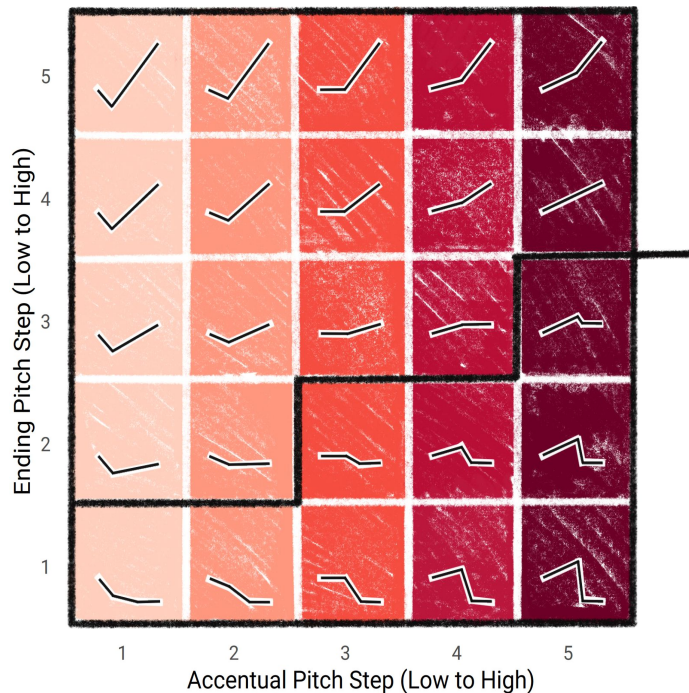 Ending Pitch Step (Low to High)
5
4
3
2
1
1 2 3 4 5
Accentual Pitch Step (Low to High)